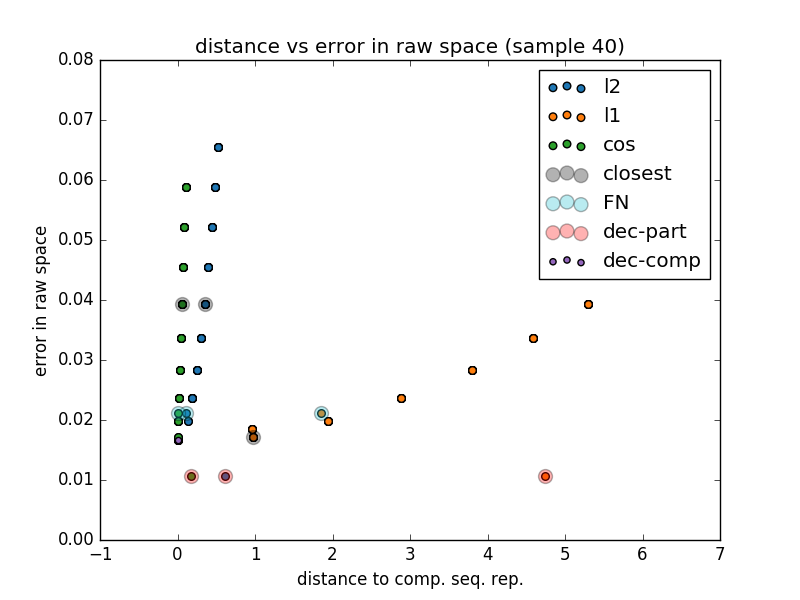 distance vs error in raw space (sample 40)
0.08
0.07
0.06
0.05
0.04
0.03
0.02
0.01
0.00
error in raw space
l2
l1
cos
closest
FN
dec-part
dec-comp
−1 0 1 2 3 4 5 6 7
distance to comp. seq. rep.